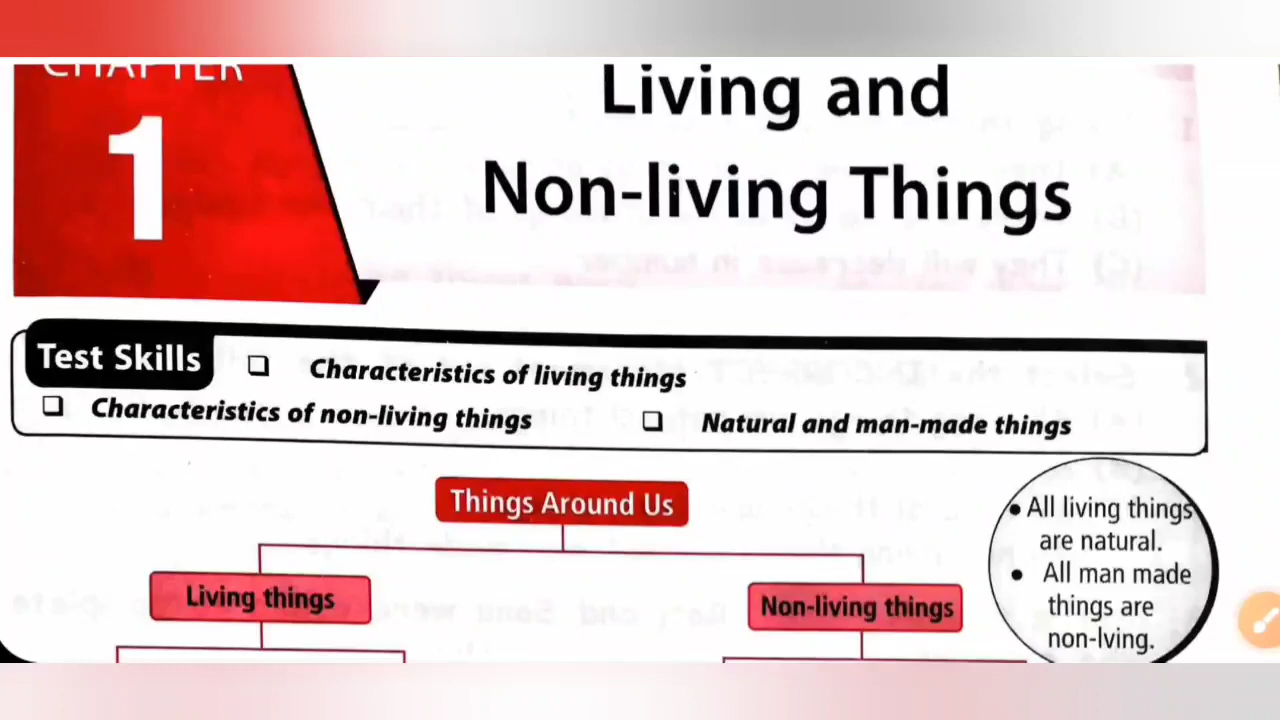 CHAPTER
1
Living and
Non-living Things
Test Skills
❑ Characteristics of living things
❑ Characteristics of non-living things ❑ Natural and man-made things
Things Around Us
Living things
Non-living things
• All living things
are natural.
• All man made
things are
non-lving.